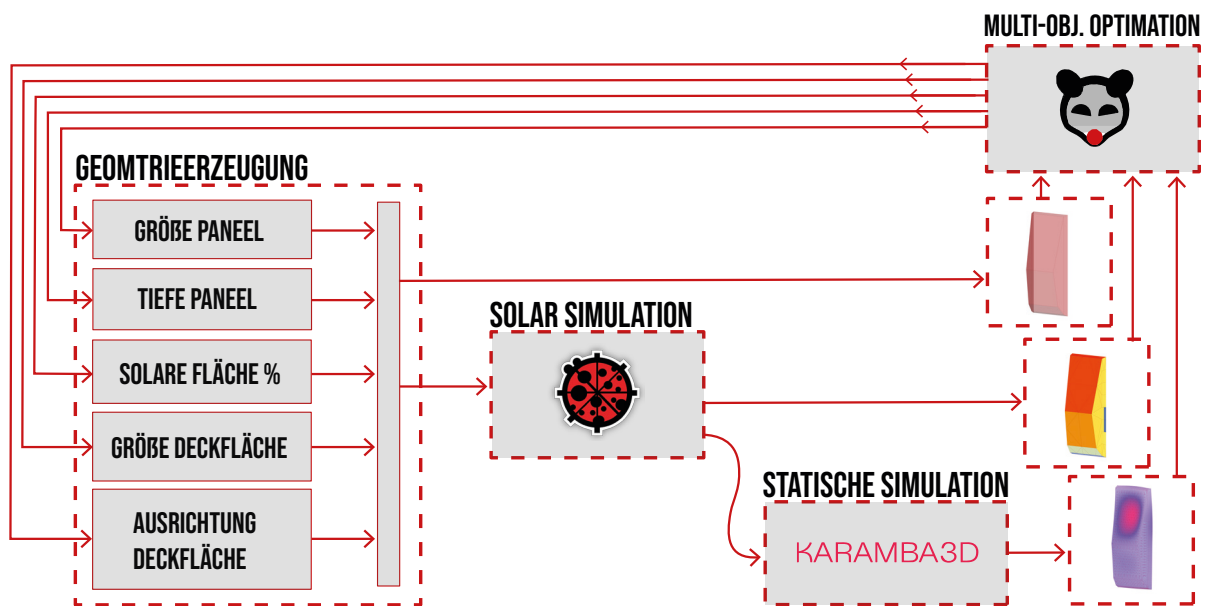 MULTI-OBJ. OPTIMATION
GEOMTRIEERZEUGUNG
GRÖßE PANEEL
TIEFE PANEEL
SOLARE FLÄCHE %
GRÖßE DECKFLÄCHE
AUSRICHTUNG
DECKFLÄCHE
SOLAR SIMULATION
STATISCHE SIMULATION
KARAMBA3D